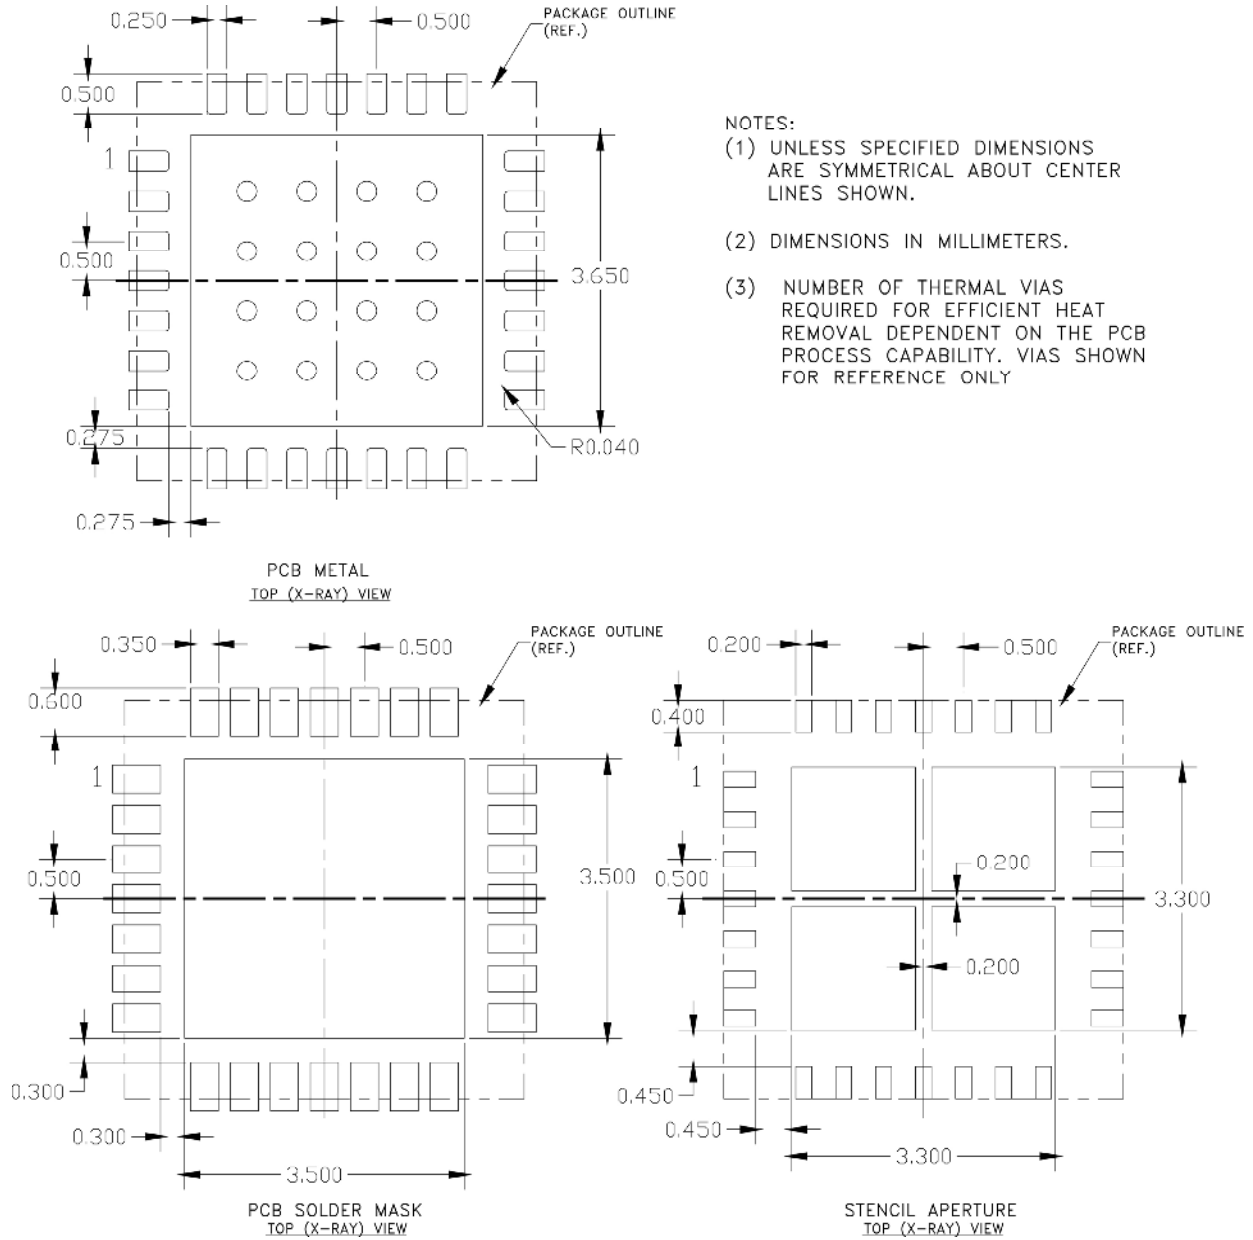 0.250
0.500
PACKAGE OUTLINE
(REF.)
0.500
1
0.500
3.650
0.275
R0.040
0.275
PCB METAL
TOP (X-RAY) VIEW
NOTES:
(1) UNLESS SPECIFIED DIMENSIONS
ARE SYMMETRICAL ABOUT CENTER
LINES SHOWN.
(2) DIMENSIONS IN MILLIMETERS.
(3) NUMBER OF THERMAL VIAS
REQUIRED FOR EFFICIENT HEAT
REMOVAL DEPENDENT ON THE PCB
PROCESS CAPABILITY. VIAS SHOWN
FOR REFERENCE ONLY
0.350
0.500
PACKAGE OUTLINE
(REF.)
0.600
1
0.500
3.500
0.300
0.300
3.500
PCB SOLDER MASK
TOP (X-RAY) VIEW
0.200
0.500
PACKAGE OUTLINE
(REF.)
0.400
1
0.200
0.500
3.300
0.200
0.450
0.450
3.300
STENCIL APERTURE
TOP (X-RAY) VIEW